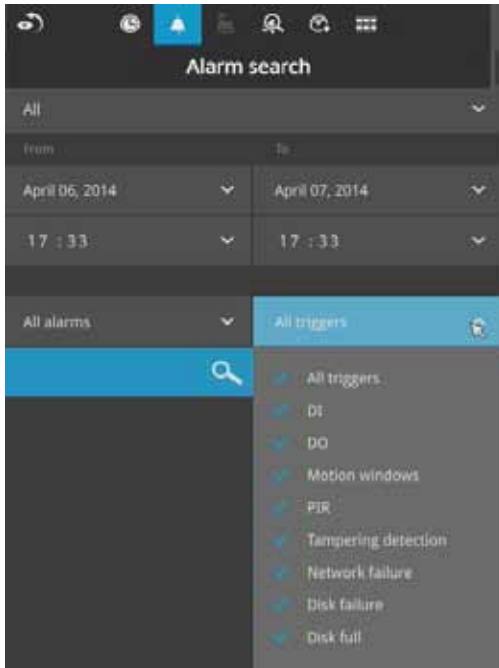 Alarm search
All
From To
April 06, 2014 April 07, 2014
17 : 33 17 : 33
All alarms All triggers
All triggers
DI
DO
Motion windows
PIR
Tampering detection
Network failure
Disk failure
Disk full